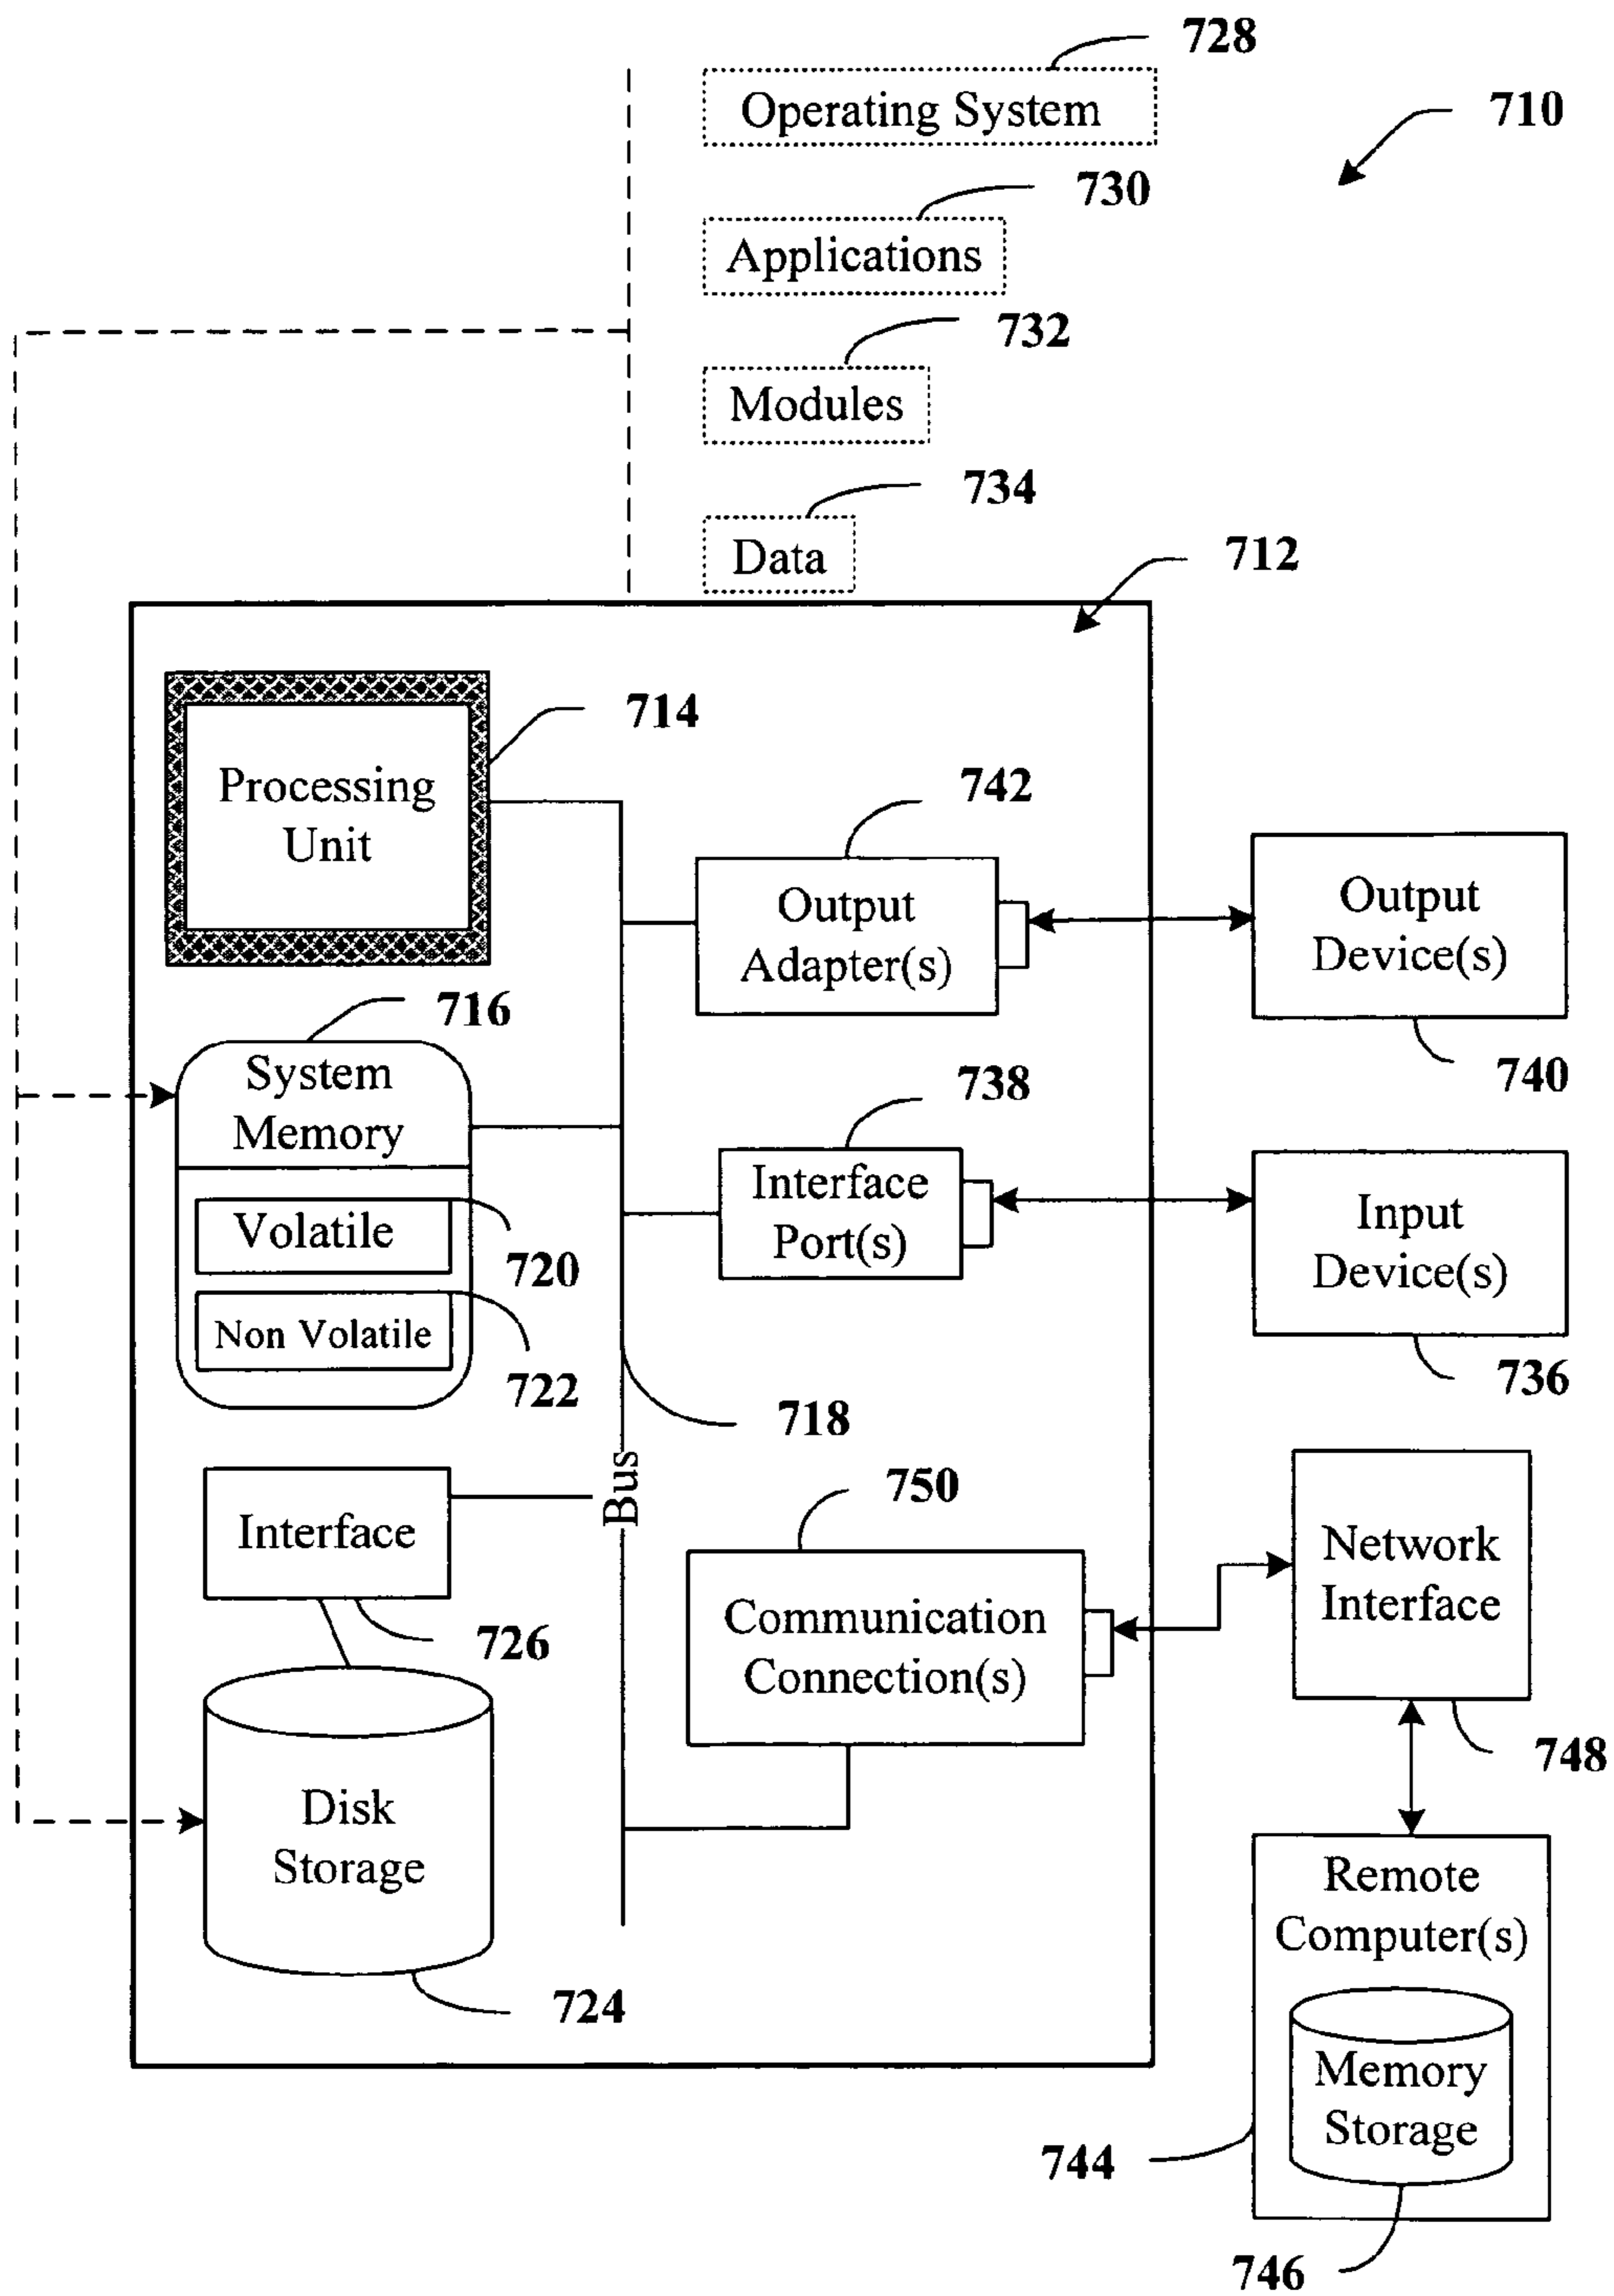 728
Operating System
710
730
Applications
732
Modules
734
Data
712
714
Processing
Unit
742
Output
Adapter(s)
Output
Device(s)
740
716
System
Memory
738
Interface
Port(s)
Input
Device(s)
736
Volatile
720
Non Volatile
722
718
Bus
Interface
726
750
Communication
Connection(s)
Network
Interface
748
Disk
Storage
724
Remote
Computer(s)
Memory
Storage
744
746